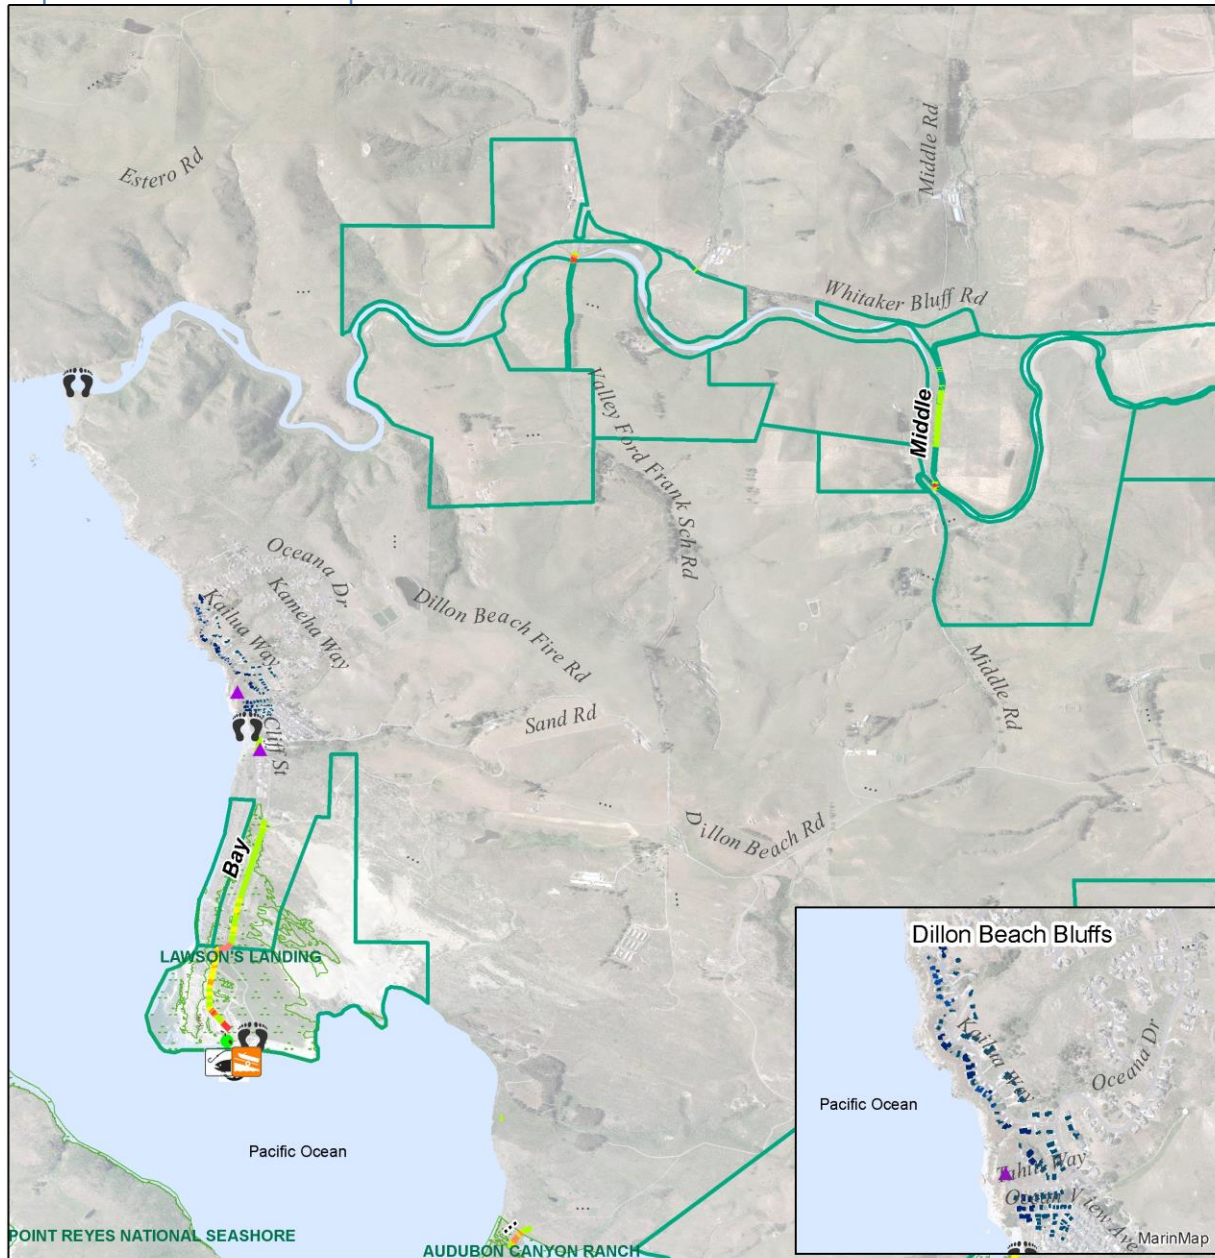 Estero Rd
Middle Rd
Whitaker Bluff Rd
Middle
Valley Ford Frank Sch Rd
Oceana Dr
Kameha Way
Kailua Way
Dillon Beach Fire Rd
Middle Rd
Sand Rd
Cliff St
Dillon Beach Rd
Bay
LAWSON'S LANDING
Pacific Ocean
POINT REYES NATIONAL SEASHORE
AUDUBON CANYON RANCH
Dillon Beach Bluffs
Kailua Way
Oceana Dr
Pacific Ocean
Tahiti Way
Ocean View Ave
MarinMap